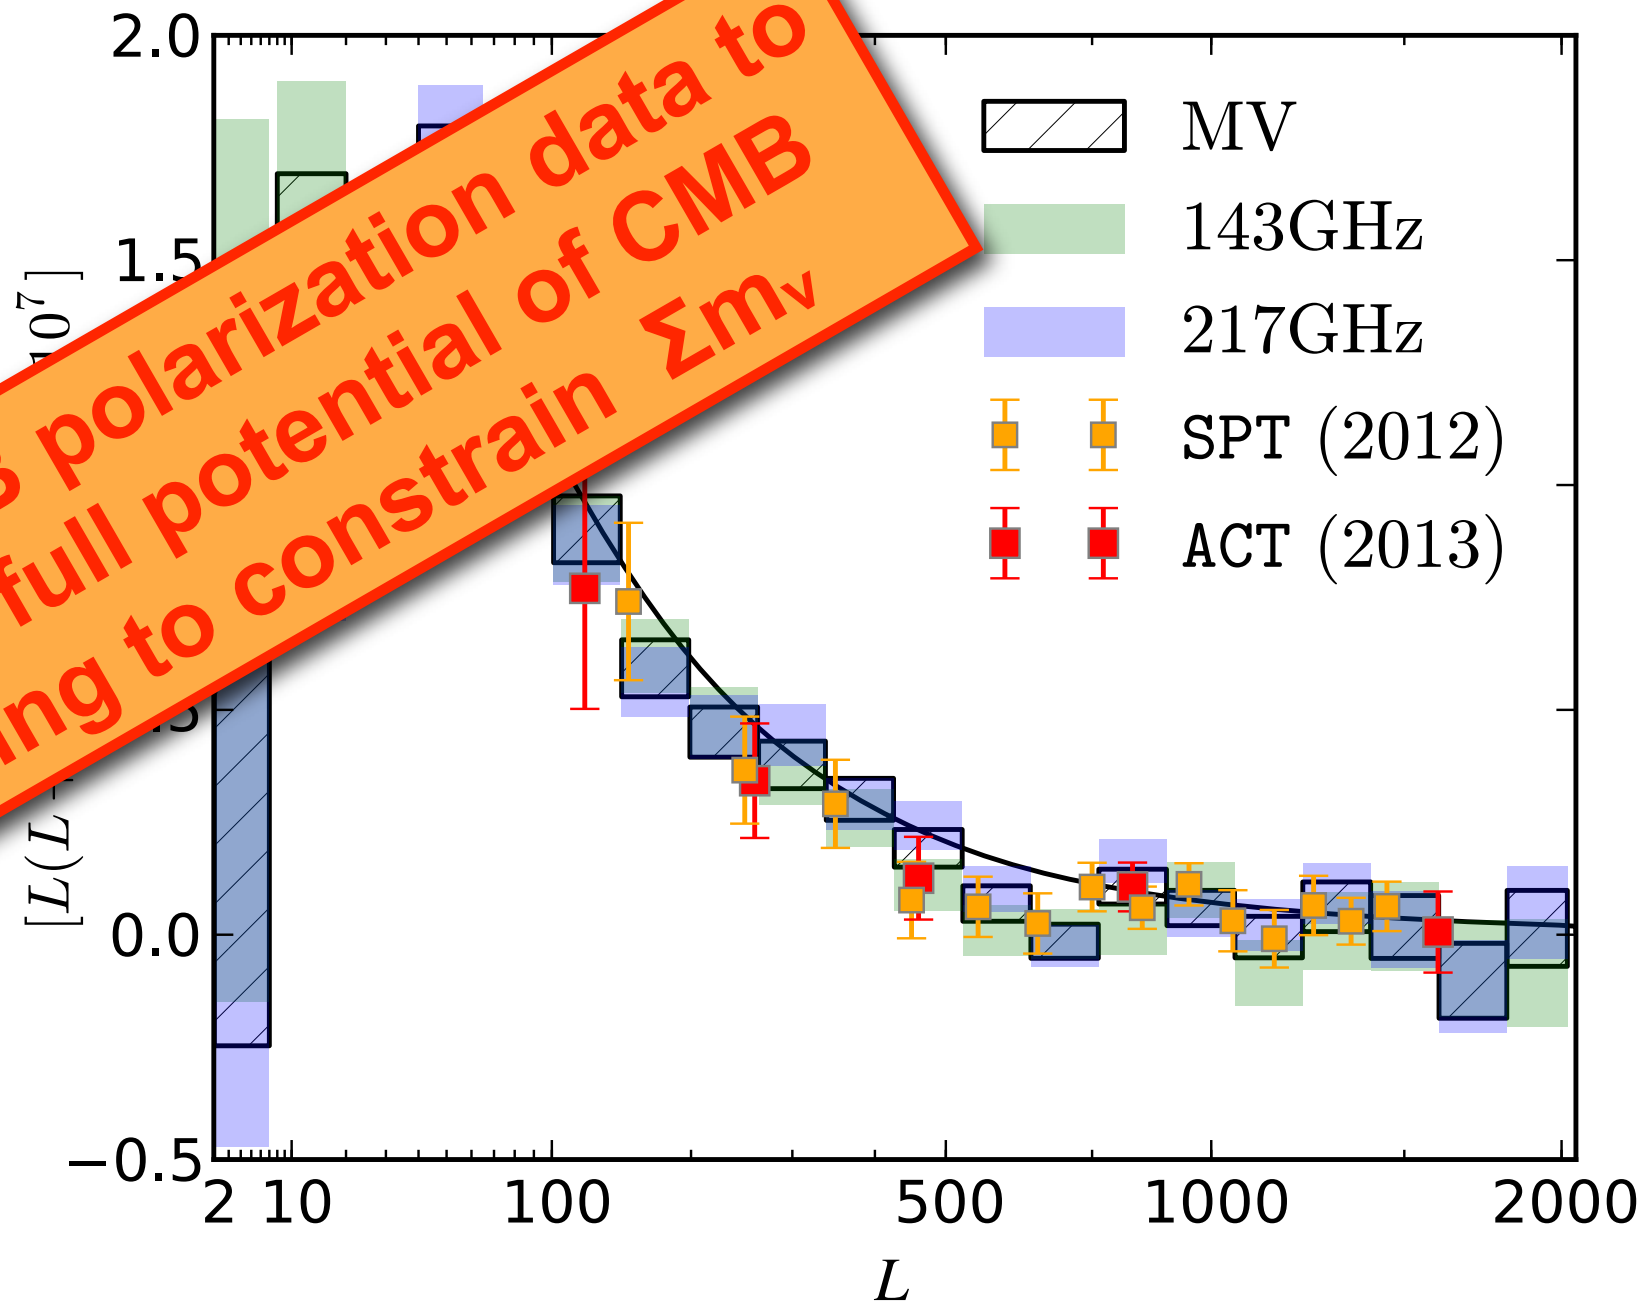 2.0
polarization data to
full potential of CMB
to constrain Σmν
MV
143GHz
217GHz
SPT (2012)
ACT (2013)
1.5
0.0
−0.5
2 10 100 500 1000 2000
L